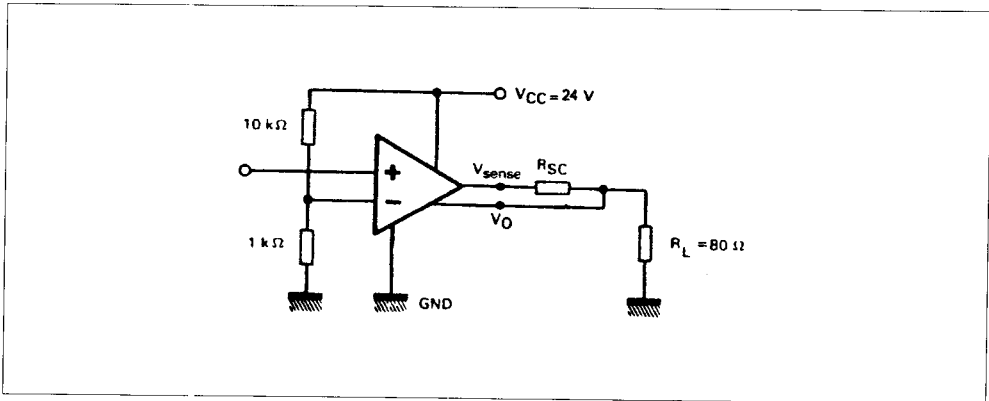 V_CC = 24 V
10 kΩ
+
V_sense
R_SC
−
V_O
1 kΩ
R_L = 80 Ω
GND